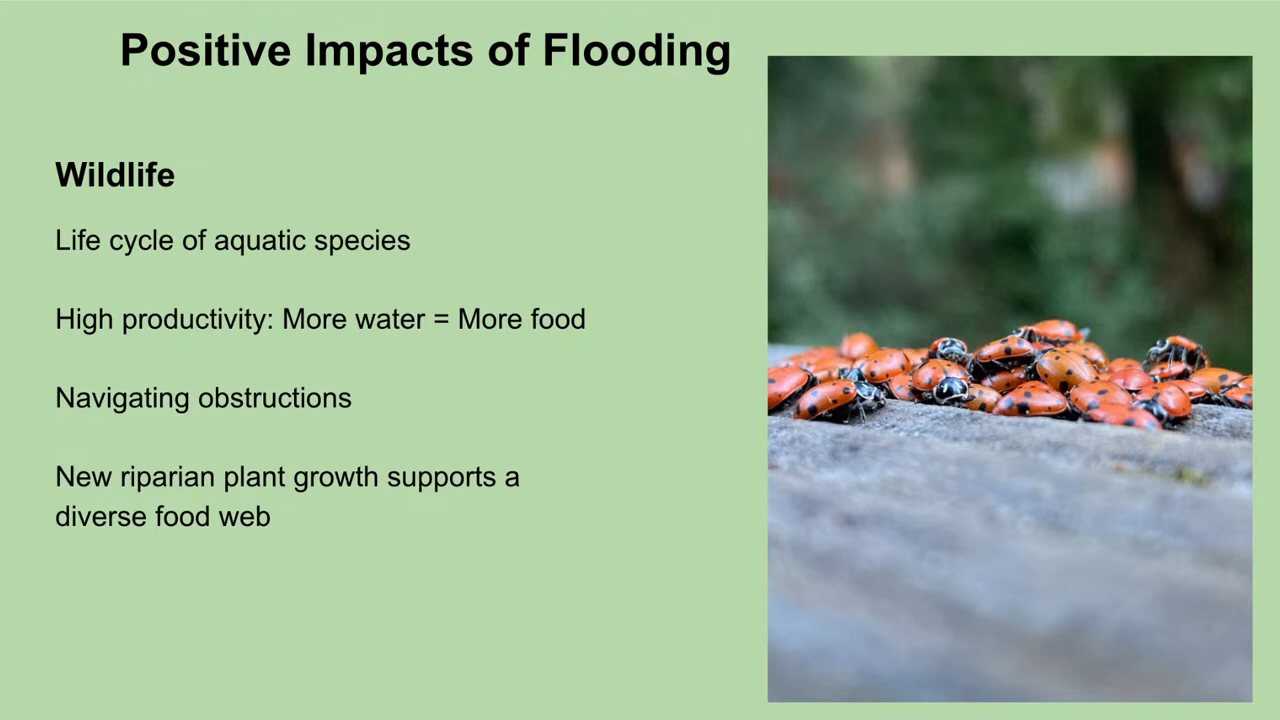 Positive Impacts of Flooding
Wildlife
Life cycle of aquatic species
High productivity: More water = More food
Navigating obstructions
New riparian plant growth supports a
diverse food web